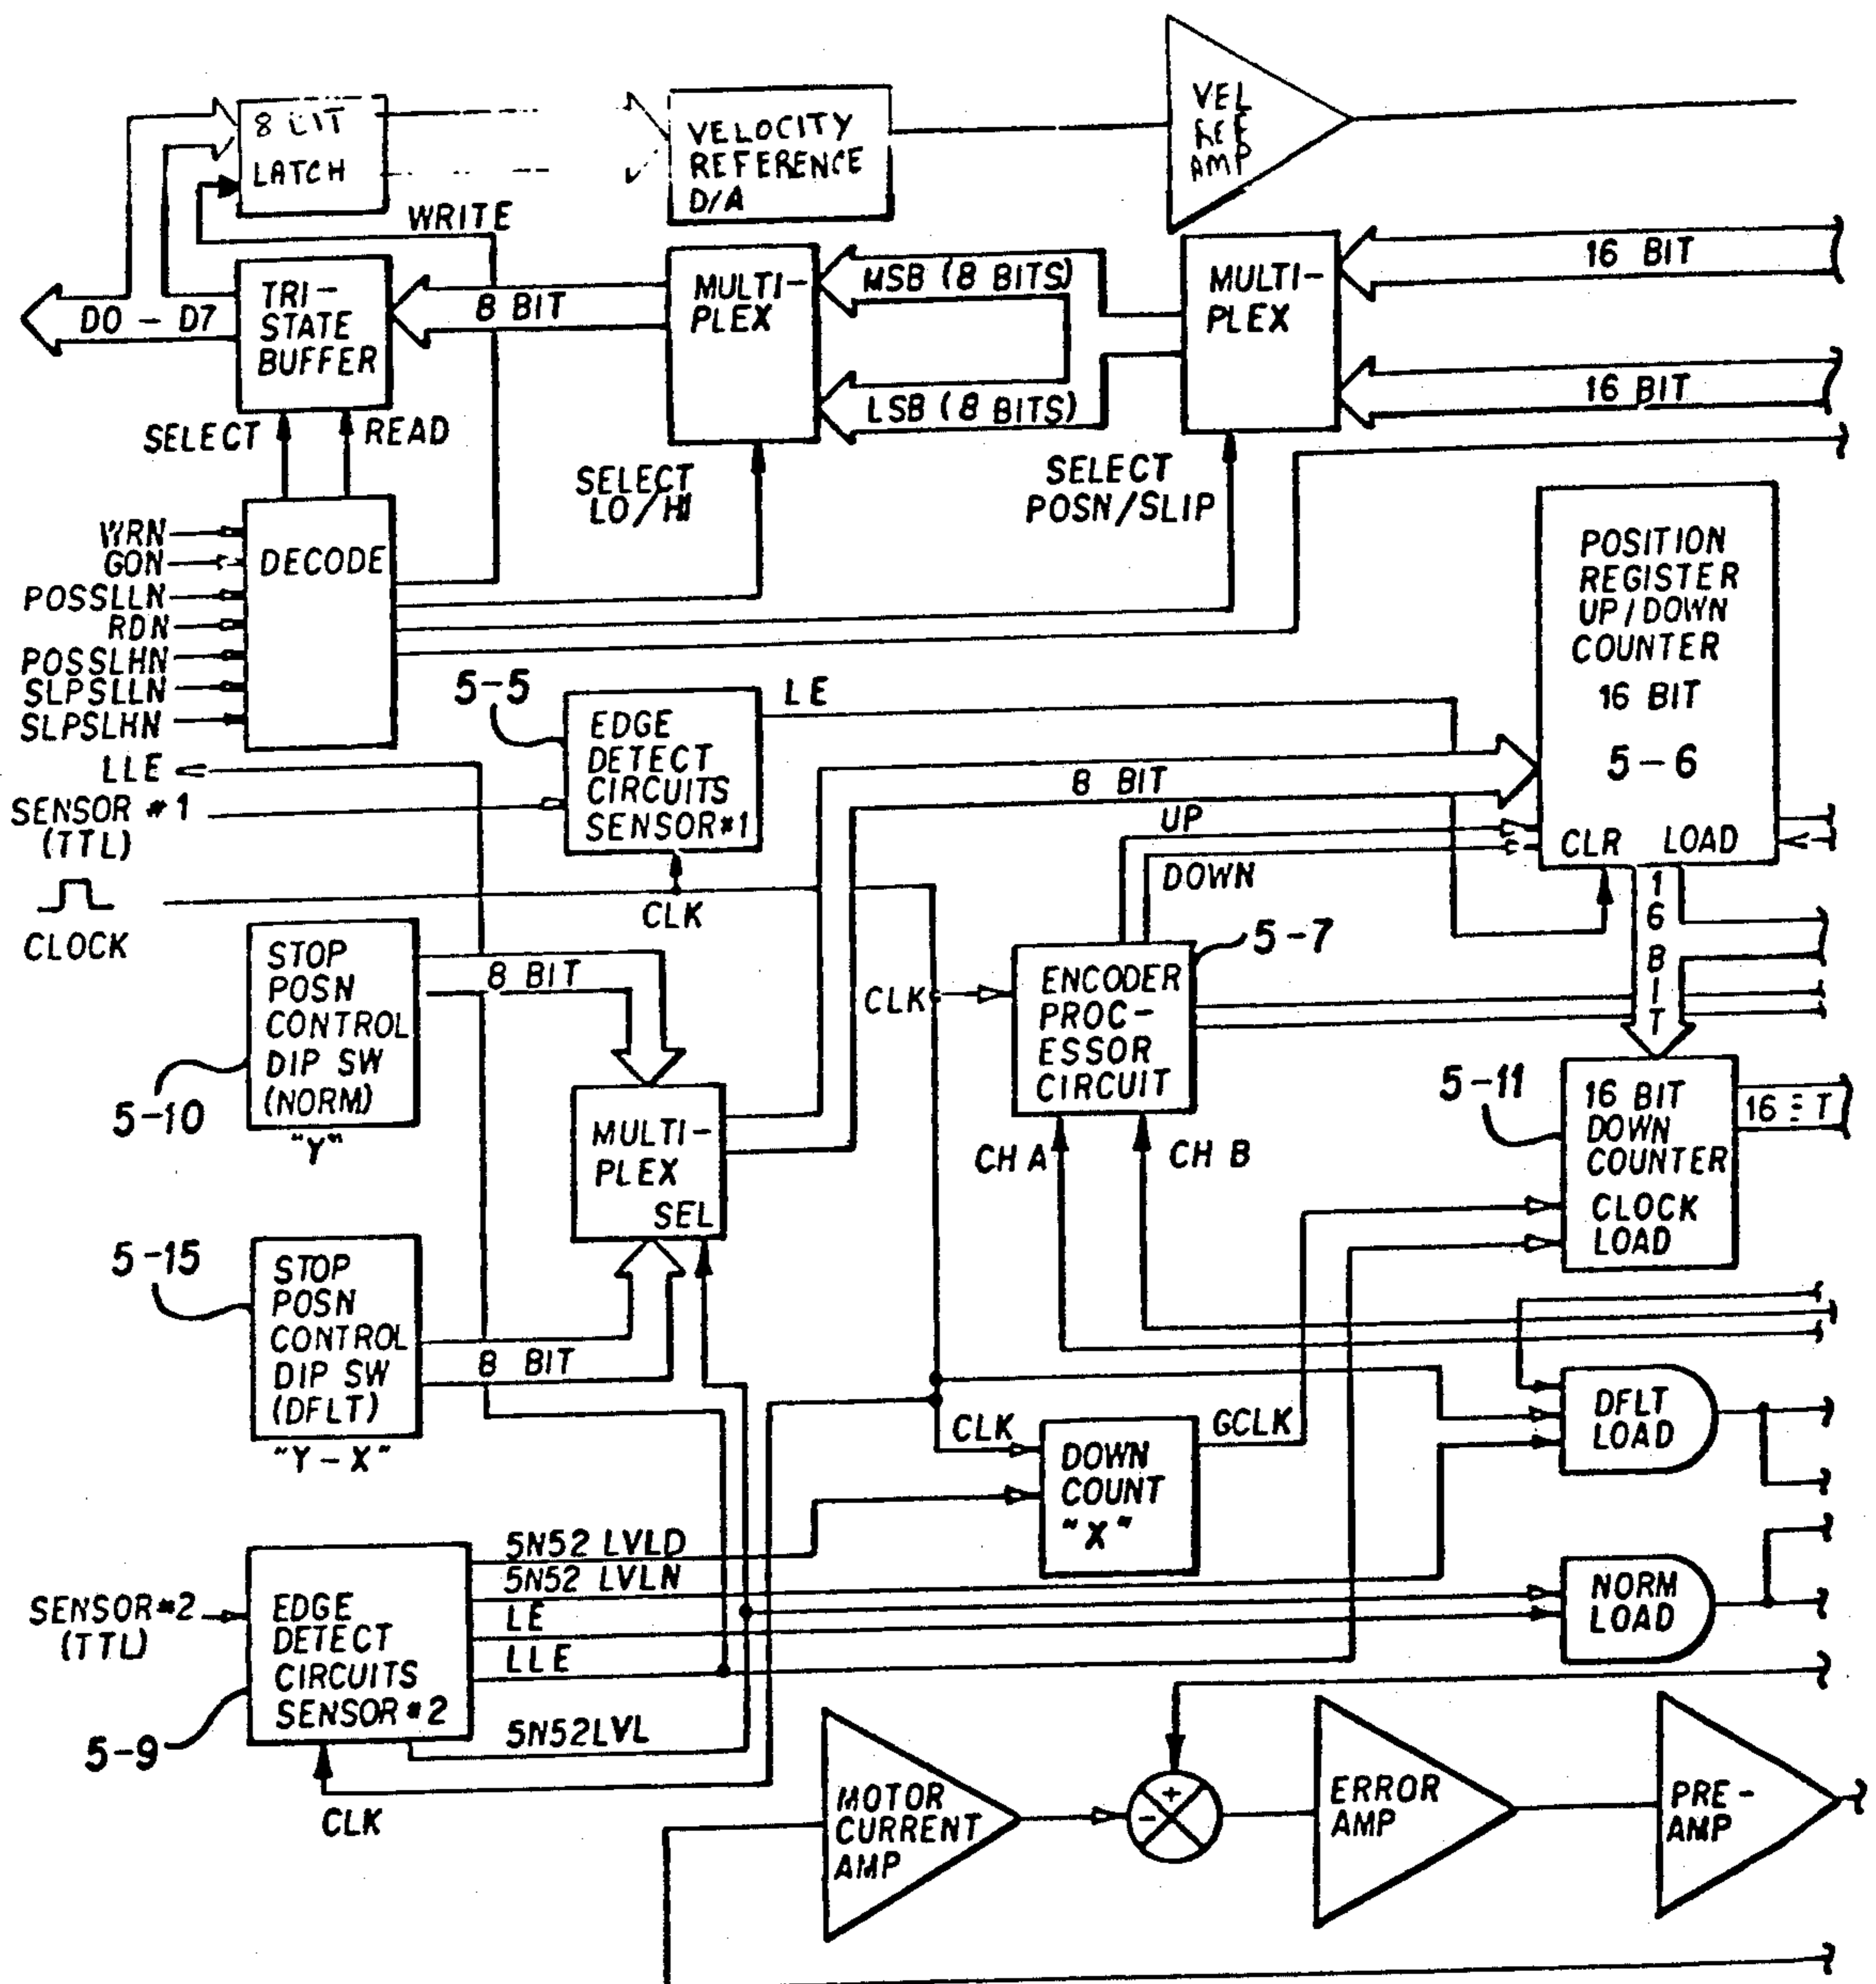 8 BIT
LATCH
VELOCITY
REFERENCE
D/A
VEL
REF
AMP
WRITE
TRI-
STATE
BUFFER
D0 - D7
8 BIT
MULTI-
PLEX
MSB (8 BITS)
LSB (8 BITS)
MULTI-
PLEX
16 BIT
16 BIT
SELECT
READ
SELECT
LO/HI
SELECT
POSN/SLIP
WRN
GON
POSSLLN
RDN
POSSLHN
SLPSLLN
SLPSLHN
DECODE
POSITION
REGISTER
UP/DOWN
COUNTER
16 BIT
5-6
CLR LOAD
5-5
EDGE
DETECT
CIRCUITS
SENSOR#1
LE
LLE
SENSOR #1
(TTL)
CLOCK
CLK
8 BIT
UP
DOWN
16 BIT
STOP
POSN
CONTROL
DIP SW
(NORM)
"Y"
5-10
8 BIT
MULTI-
PLEX
SEL
CLK
ENCODER
PROC-
ESSOR
CIRCUIT
5-7
CH A
CH B
5-11
16 BIT
DOWN
COUNTER
CLOCK
LOAD
16 BIT
5-15
STOP
POSN
CONTROL
DIP SW
(DFLT)
"Y-X"
8 BIT
CLK
DOWN
COUNT
"X"
GCLK
DFLT
LOAD
NORM
LOAD
SENSOR#2
(TTL)
EDGE
DETECT
CIRCUITS
SENSOR#2
5-9
5N52 LVLD
5N52 LVLN
LE
LLE
5N52LVL
CLK
MOTOR
CURRENT
AMP
+
-
ERROR
AMP
PRE-
AMP